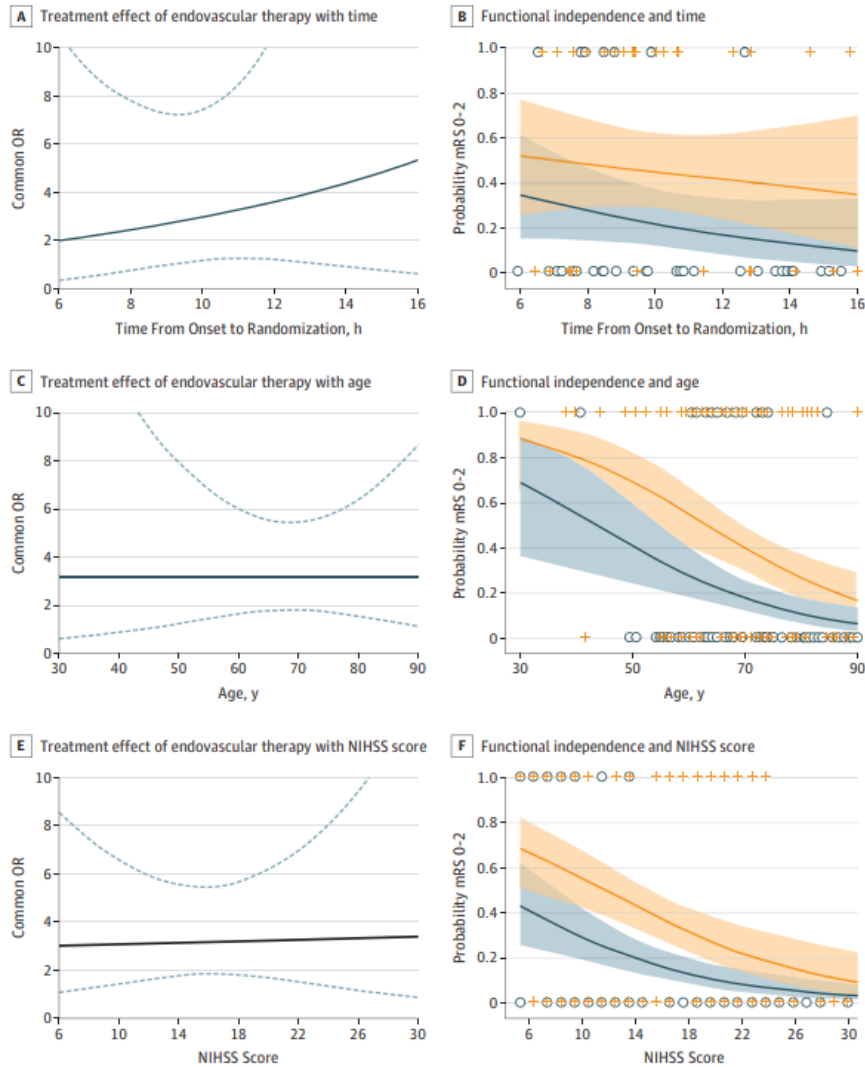 A Treatment effect of endovascular therapy with time
10
8
6
4
2
0
Common OR
6 8 10 12 14 16
Time From Onset to Randomization, h
B Functional independence and time
1.0
0.8
0.6
0.4
0.2
0
Probability mRS 0-2
6 8 10 12 14 16
Time From Onset to Randomization, h
C Treatment effect of endovascular therapy with age
10
8
6
4
2
0
Common OR
30 40 50 60 70 80 90
Age, y
D Functional independence and age
1.0
0.8
0.6
0.4
0.2
0
Probability mRS 0-2
30 50 70 90
Age, y
E Treatment effect of endovascular therapy with NIHSS score
10
8
6
4
2
0
Common OR
6 10 14 18 22 26 30
NIHSS Score
F Functional independence and NIHSS score
1.0
0.8
0.6
0.4
0.2
0
Probability mRS 0-2
6 10 14 18 22 26 30
NIHSS Score